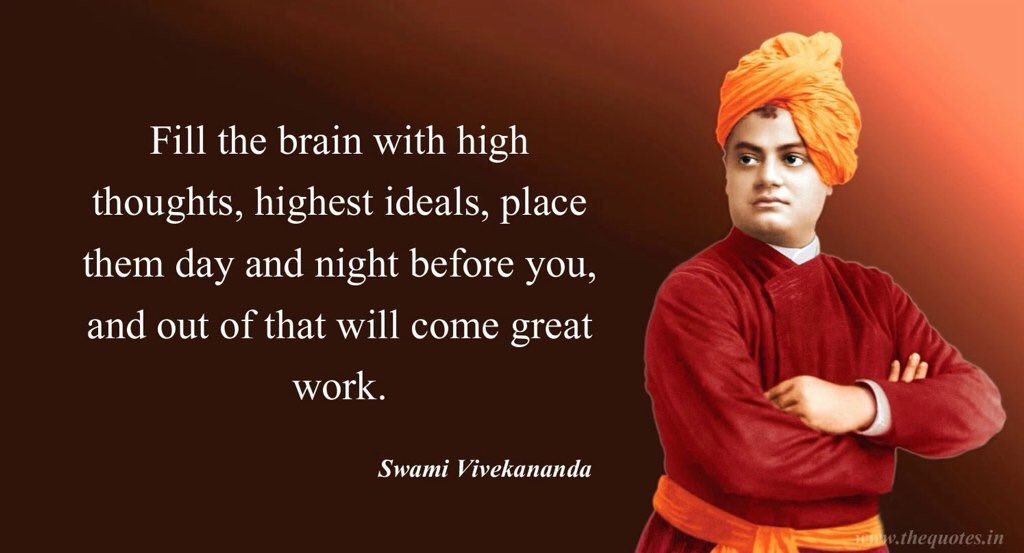 Fill the brain with high
thoughts, highest ideals, place
them day and night before you,
and out of that will come great
work.
Swami Vivekananda
www.thequotes.in